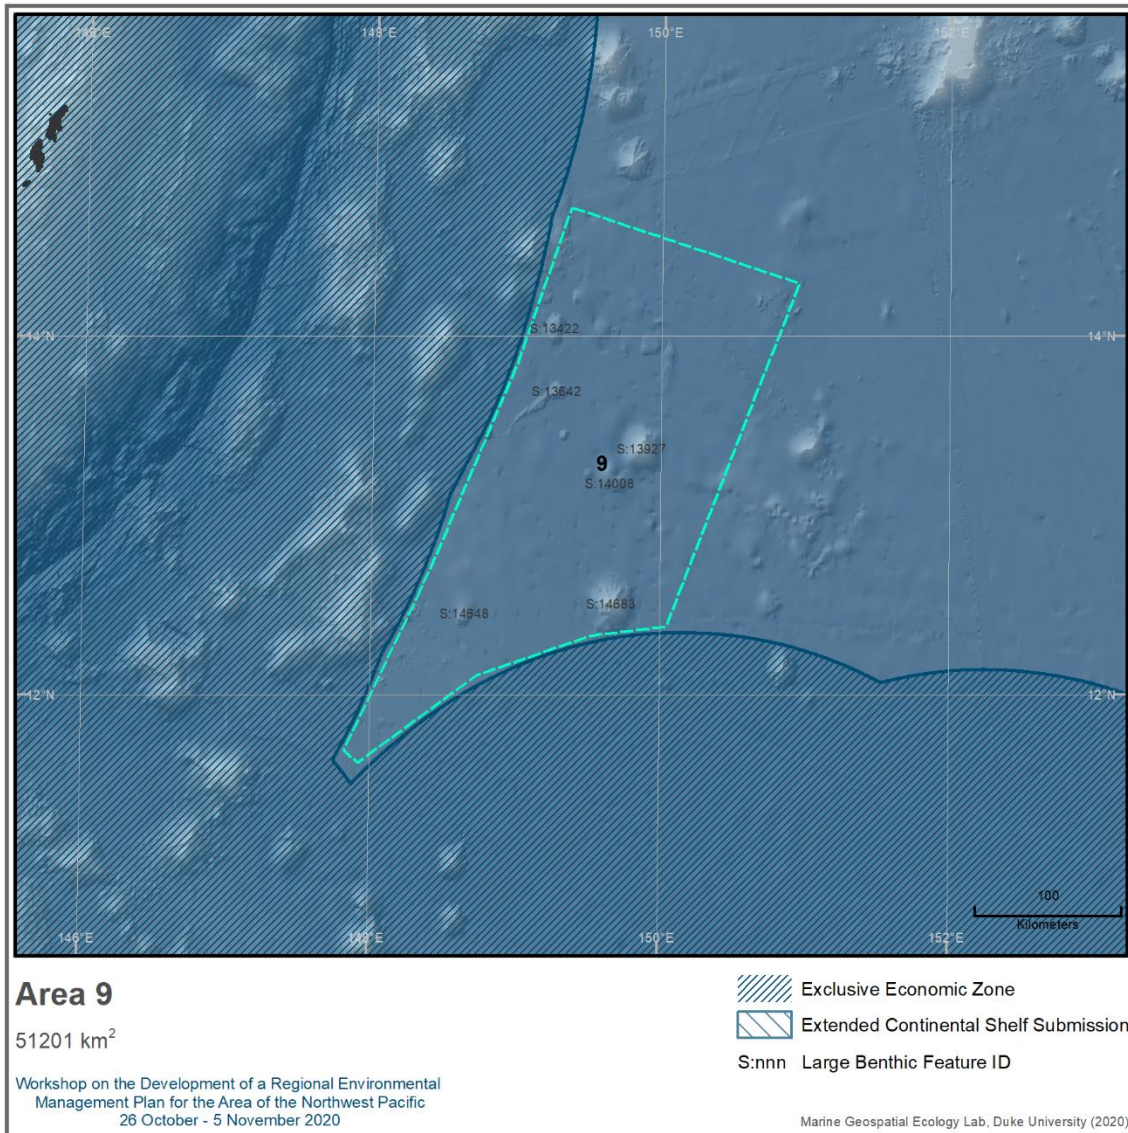 146°E 148°E 150°E 152°E
14°N 14°N
S:13422
S:13642
S:13927
9
S:14008
S:14683
S:14648
12°N 12°N
100
Kilometers
146°E 148°E 150°E 152°E
Area 9
51201 km²
Workshop on the Development of a Regional Environmental
Management Plan for the Area of the Northwest Pacific
26 October - 5 November 2020
Exclusive Economic Zone
Extended Continental Shelf Submission
S:nnn Large Benthic Feature ID
Marine Geospatial Ecology Lab, Duke University (2020)